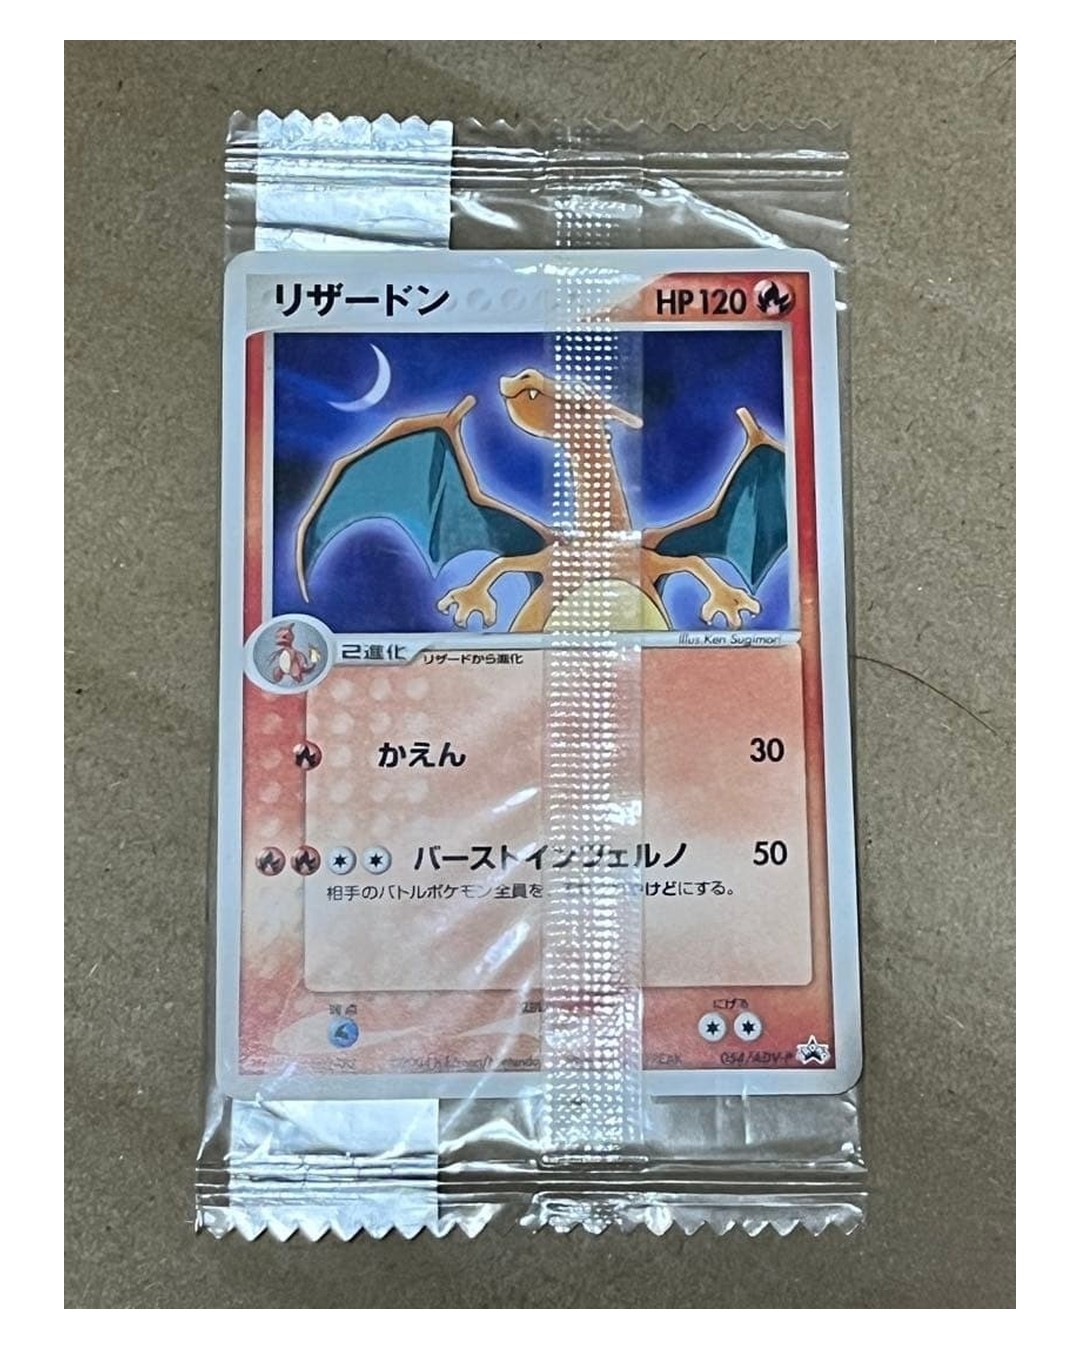 リザードン HP120
Illus. Ken Sugimori
2進化 リザードから進化
かえん 30
バーストインフェルノ 50
相手のバトルポケモン全員を けどにする。
弱点 にげる
054/ADV-P